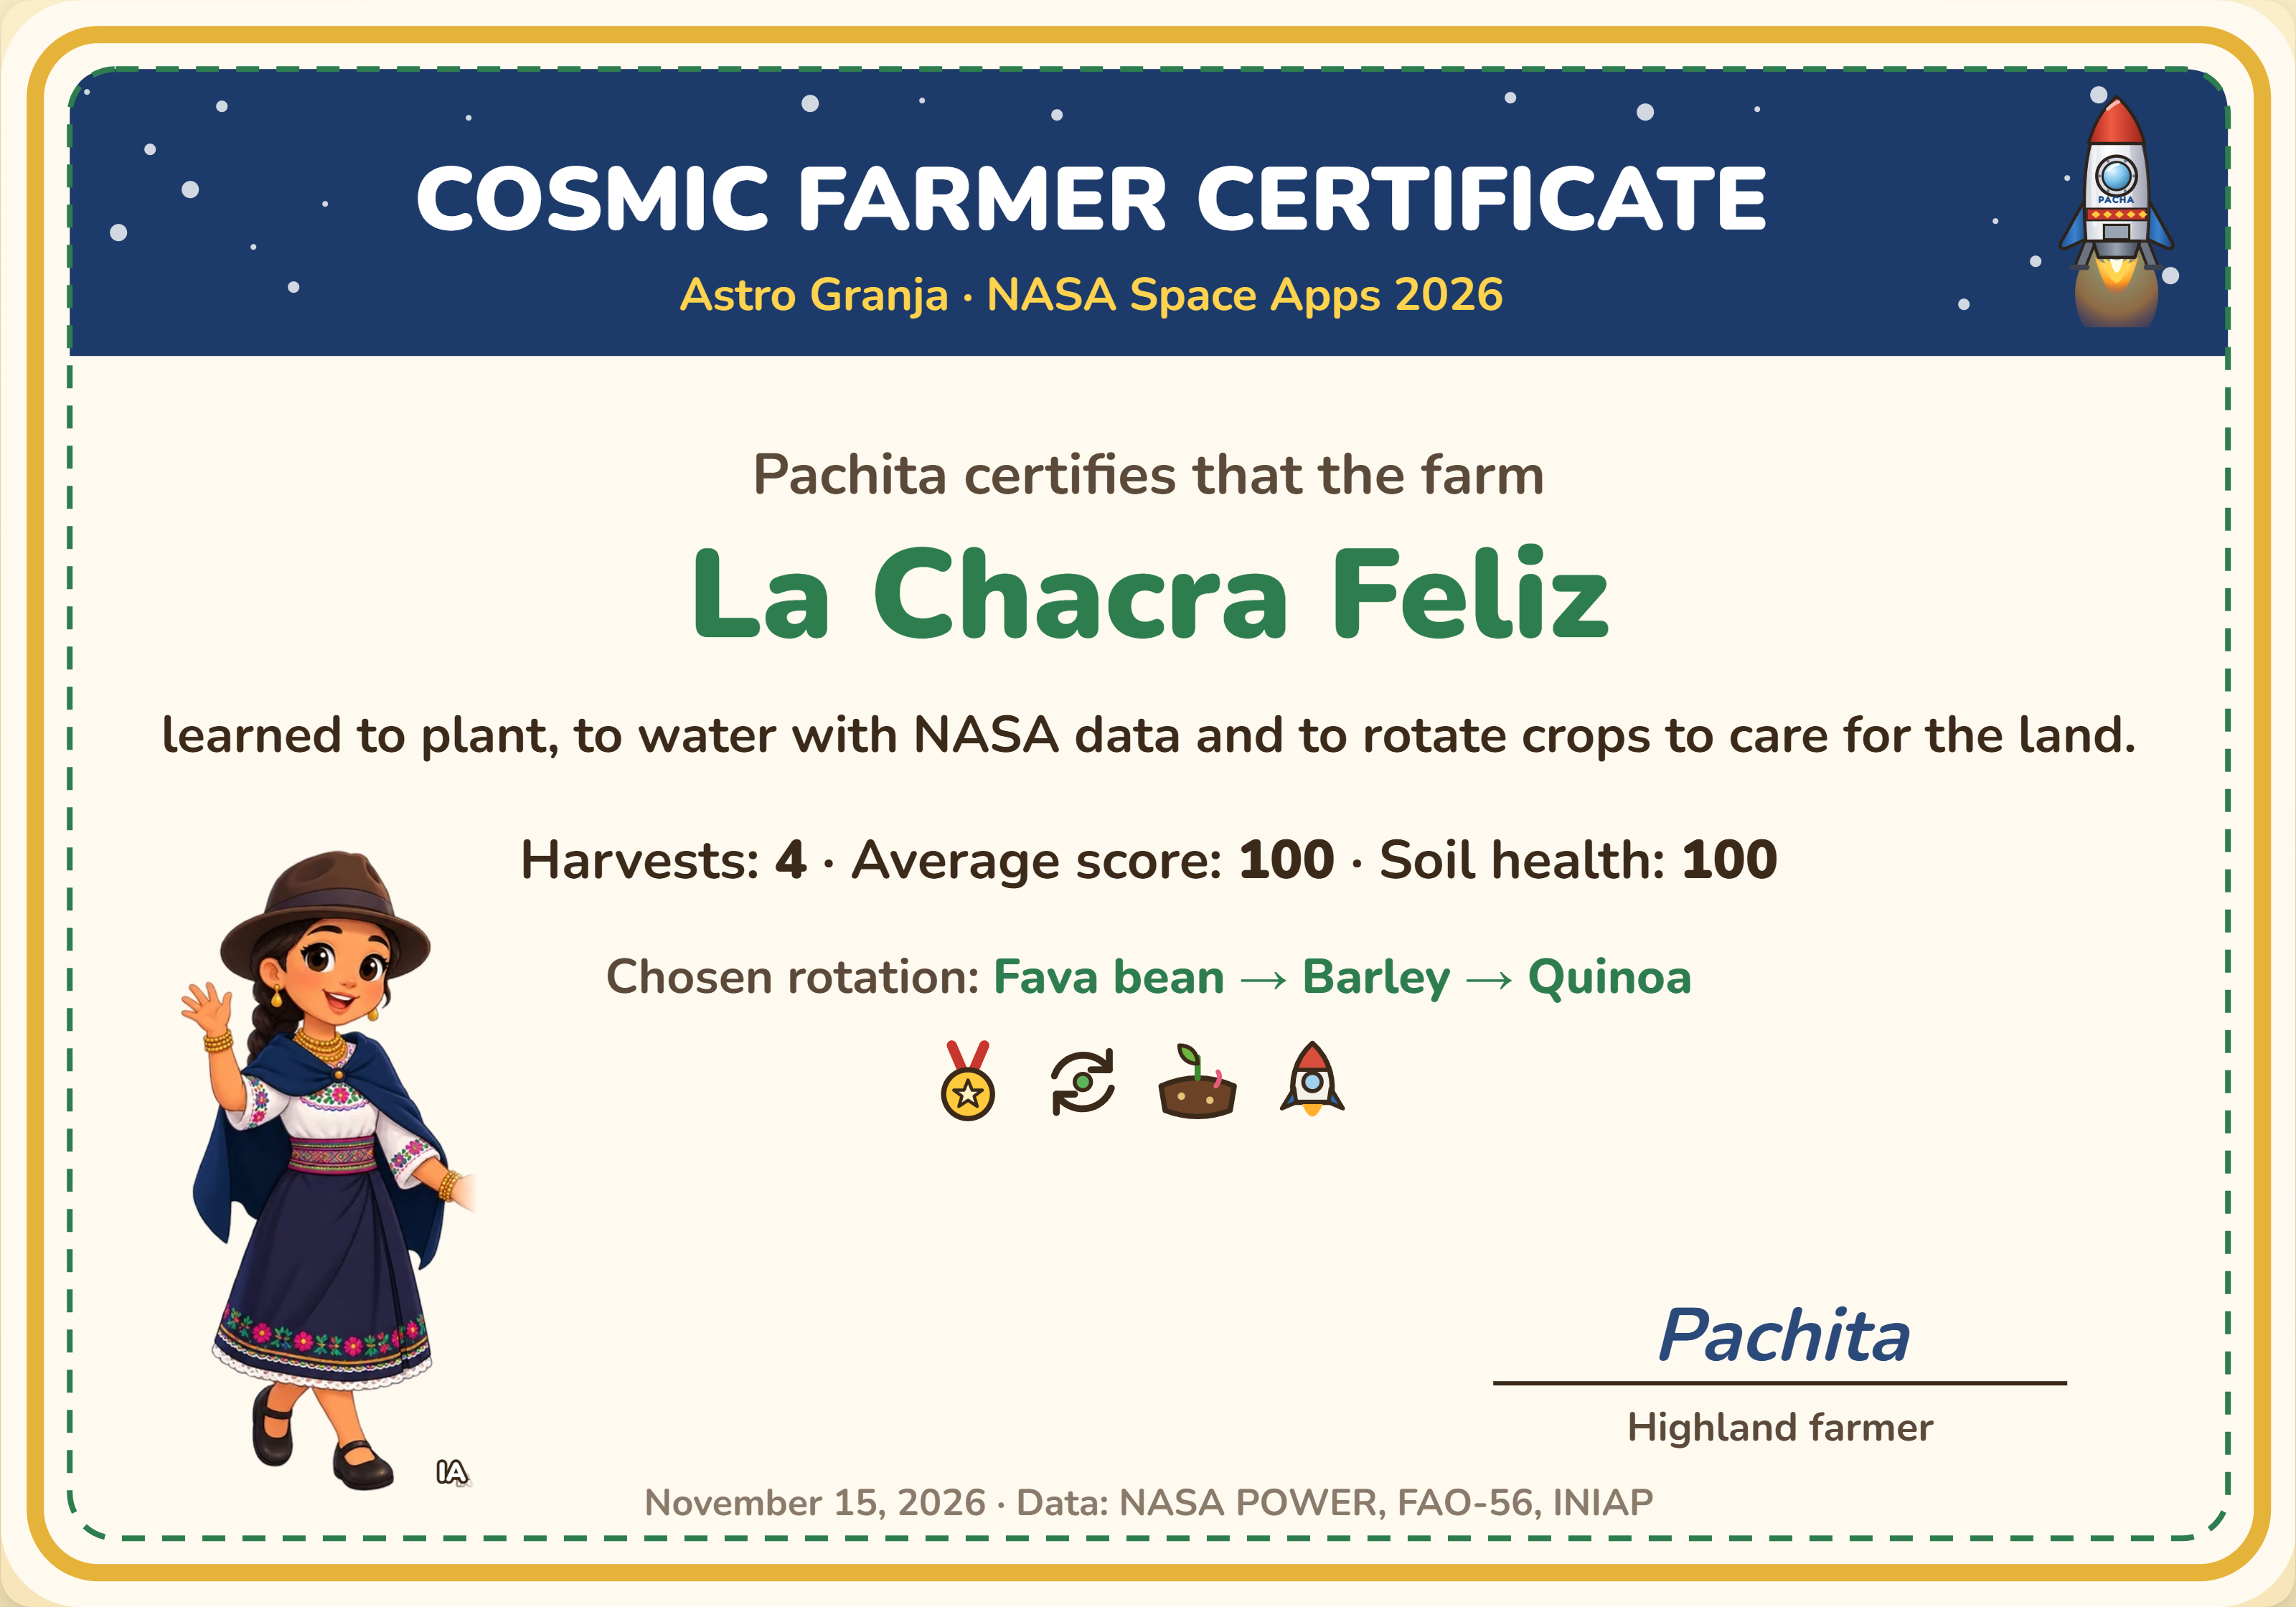 COSMIC FARMER CERTIFICATE
Astro Granja · NASA Space Apps 2026
PACHA
Pachita certifies that the farm
La Chacra Feliz
learned to plant, to water with NASA data and to rotate crops to care for the land.
Harvests: 4 · Average score: 100 · Soil health: 100
Chosen rotation: Fava bean → Barley → Quinoa
Pachita
Highland farmer
IA
November 15, 2026 · Data: NASA POWER, FAO-56, INIAP